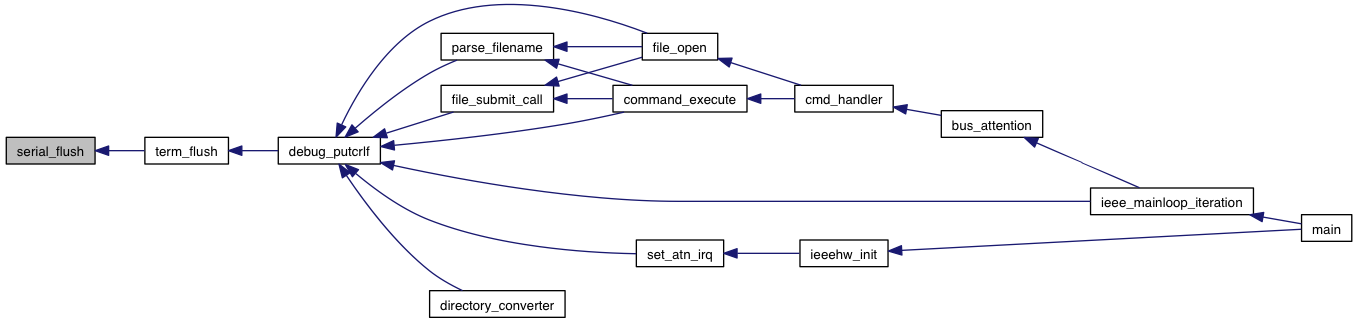 serial_flush
term_flush
debug_putcrlf
parse_filename
file_submit_call
file_open
command_execute
cmd_handler
bus_attention
ieee_mainloop_iteration
main
set_atn_irq
ieeehw_init
directory_converter